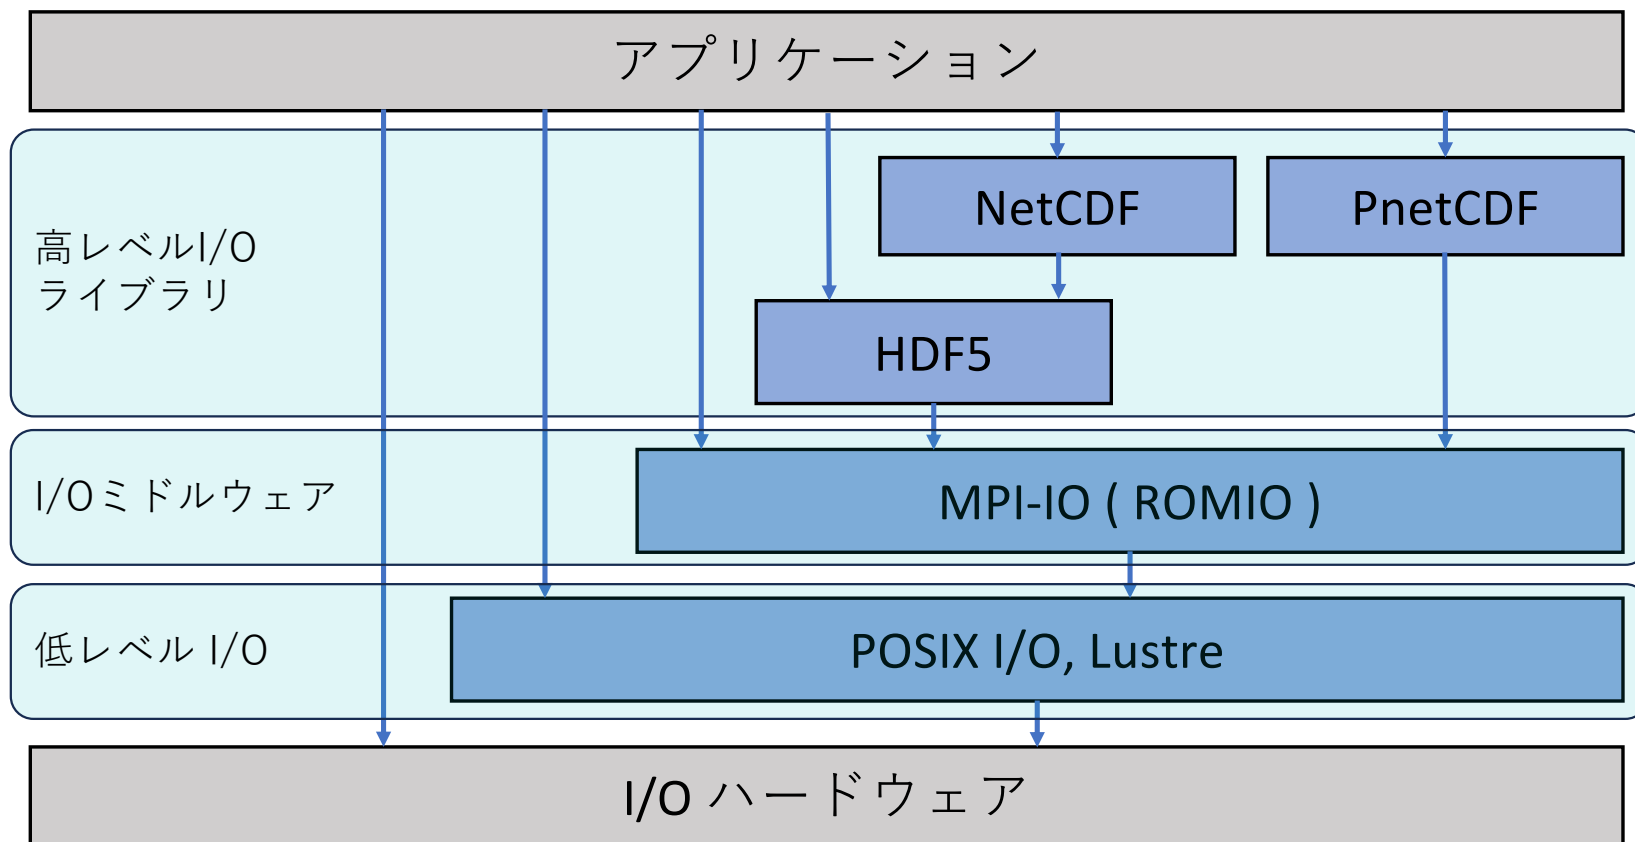 アプリケーション
NetCDF
PnetCDF
高レベルI/O
ライブラリ
HDF5
I/Oミドルウェア
MPI-IO ( ROMIO )
低レベル I/O
POSIX I/O, Lustre
I/O ハードウェア